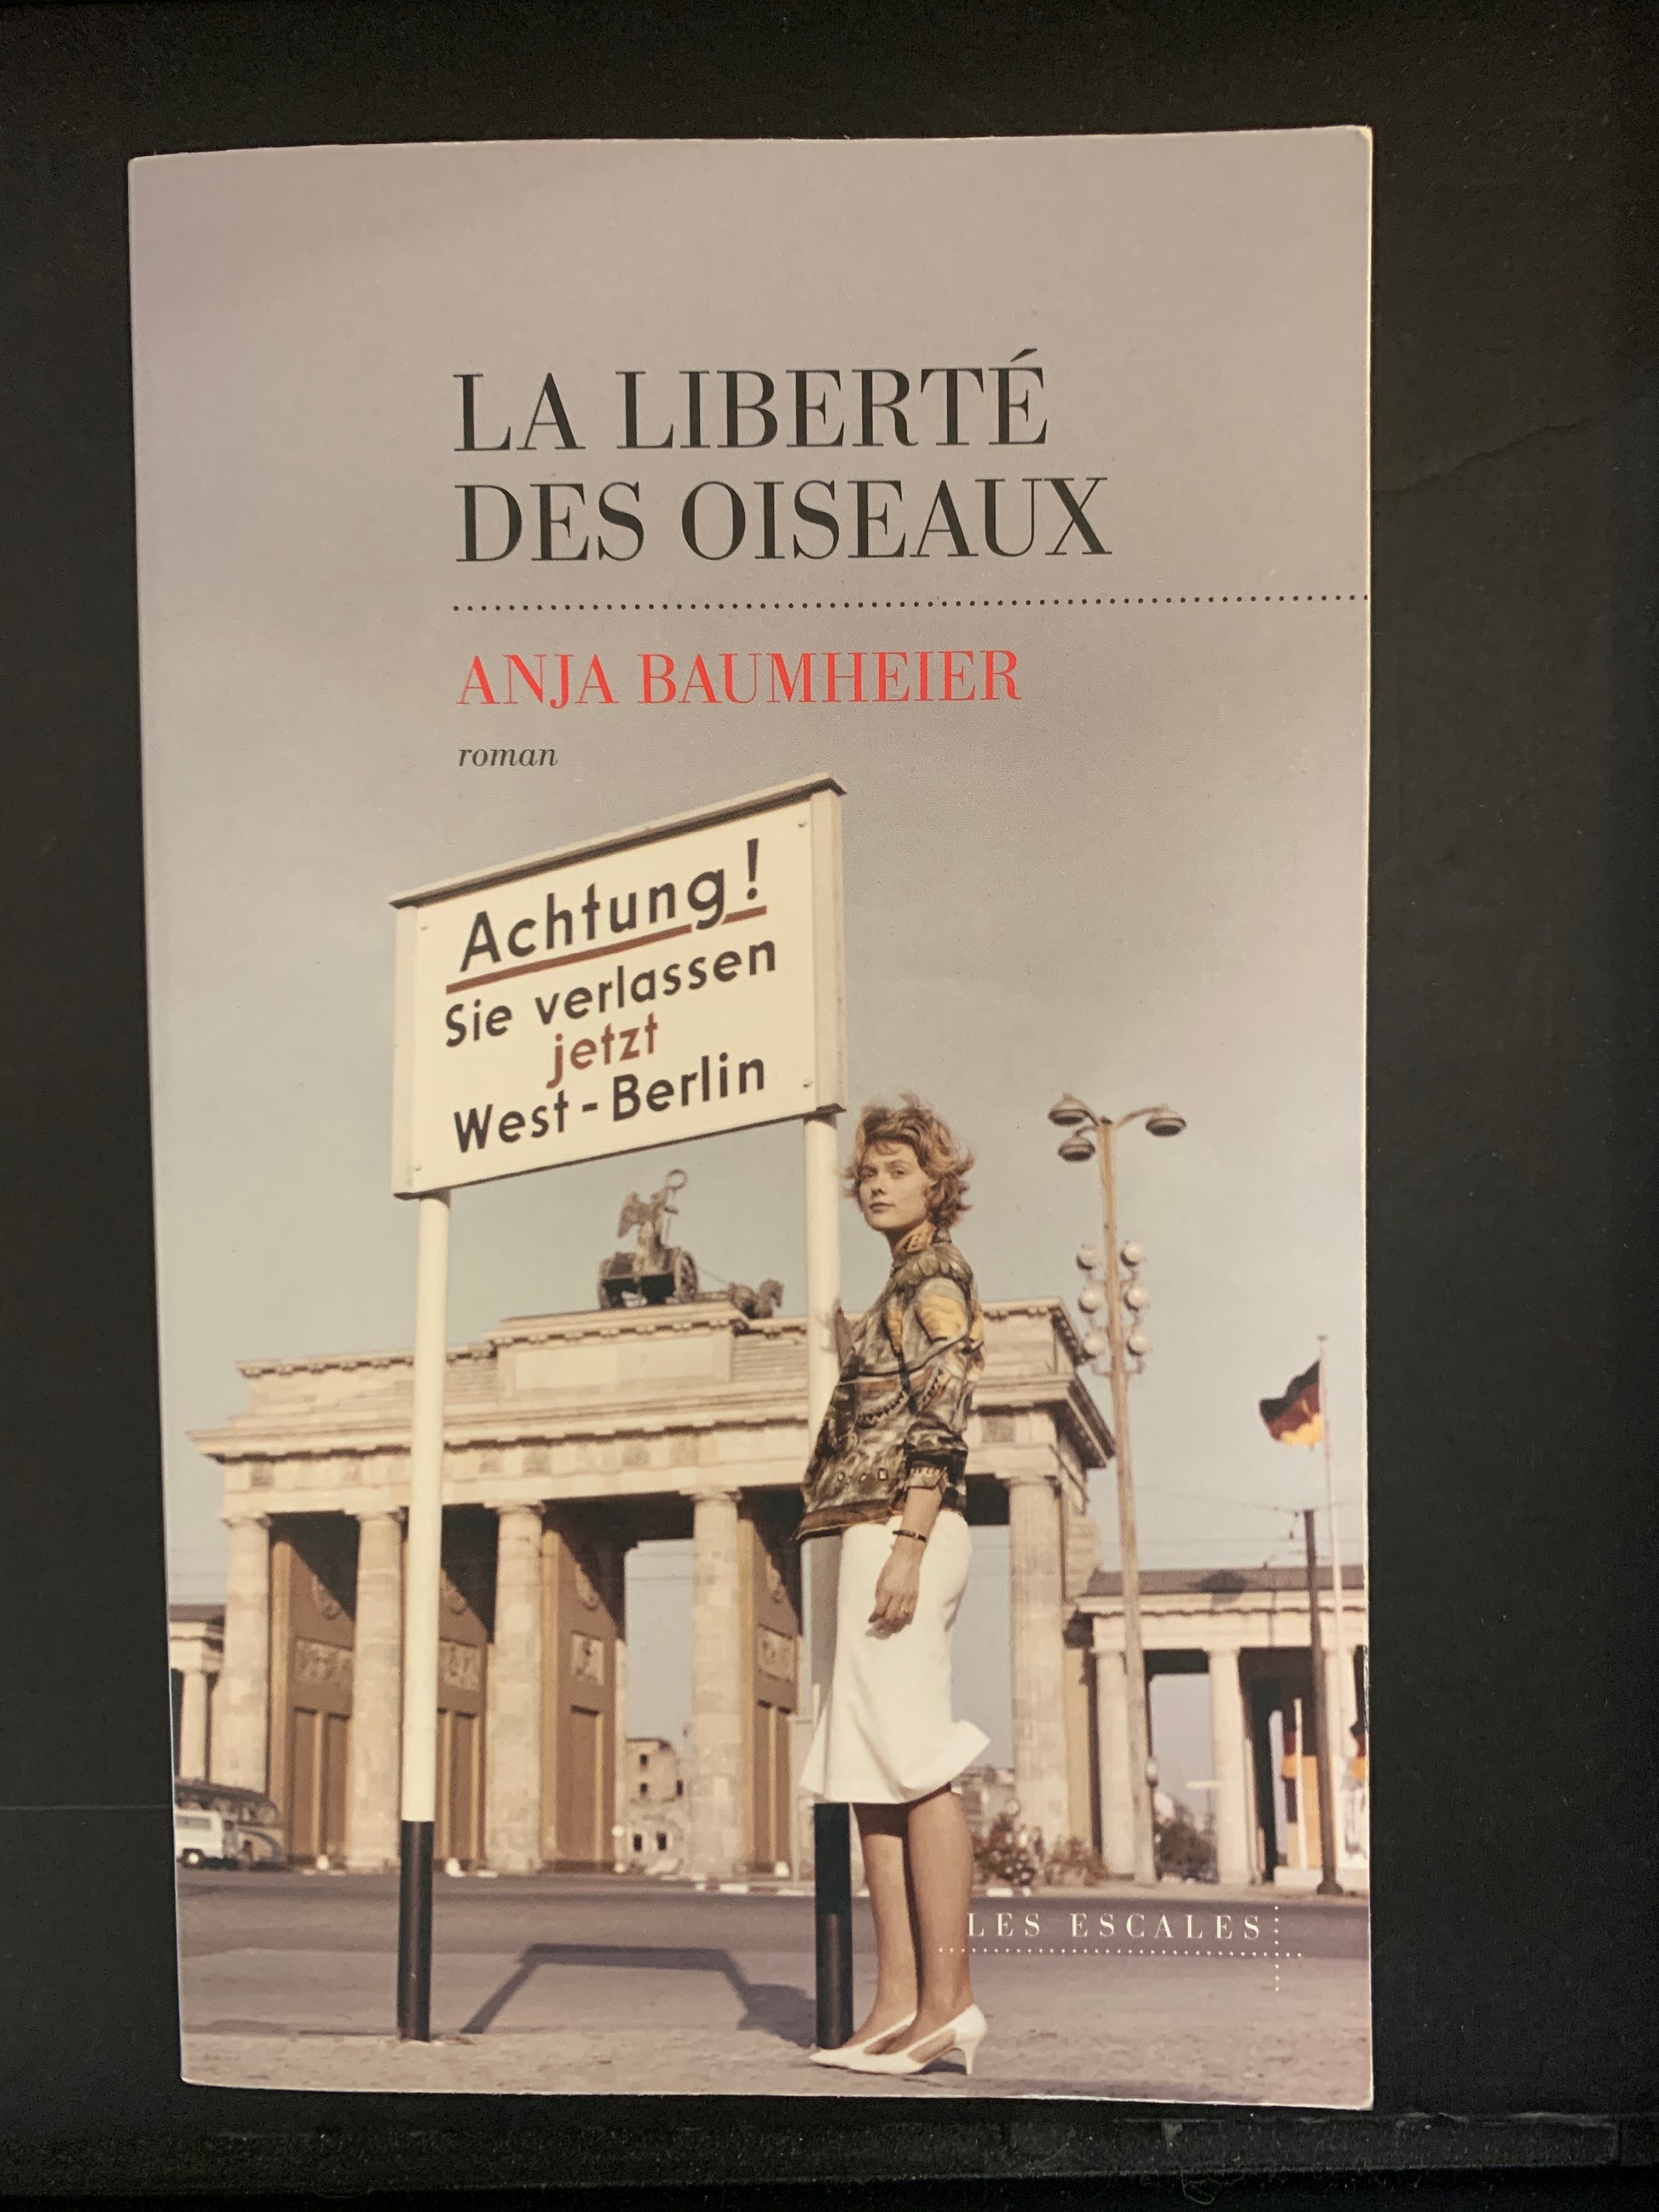 LA LIBERTÉ
DES OISEAUX
ANJA BAUMHEIER
roman
Achtung!
Sie verlassen
jetzt
West-Berlin
LES ESCALES